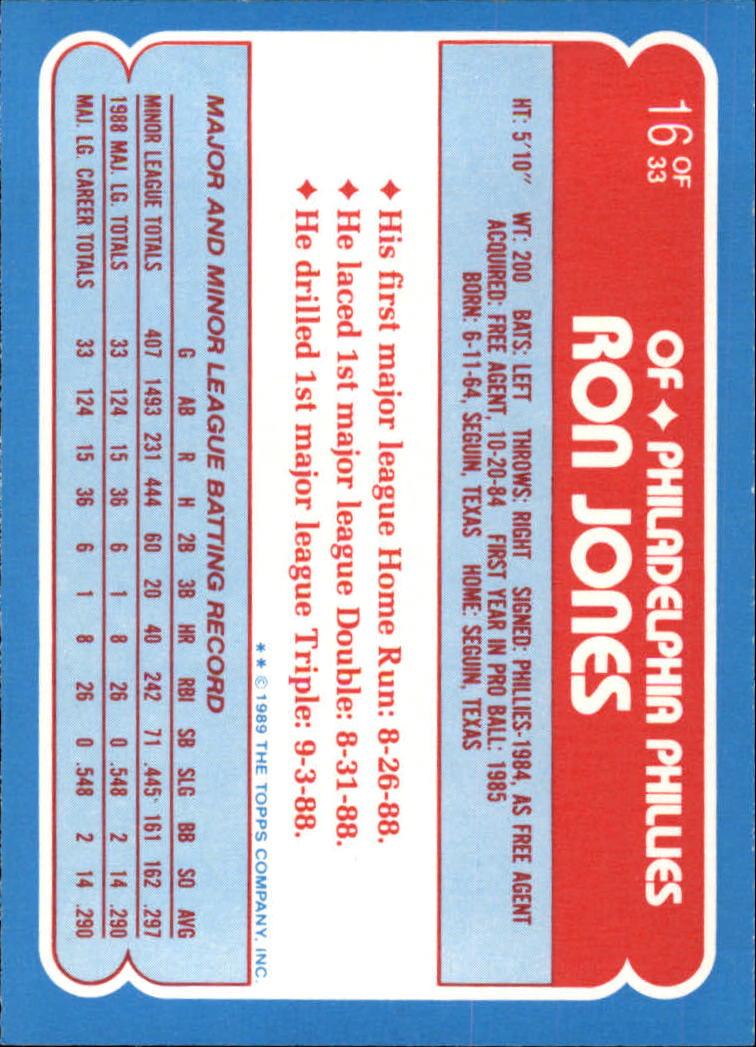 16 OF 33
OF ✦ PHILADELPHIA PHILLIES
RON JONES
HT: 5'10" WT: 200 BATS: LEFT THROWS: RIGHT SIGNED: PHILLIES-1984, AS FREE AGENT
ACQUIRED: FREE AGENT, 10-20-84 FIRST YEAR IN PRO BALL: 1985
BORN: 6-11-64, SEGUIN, TEXAS HOME: SEGUIN, TEXAS
✦ His first major league Home Run: 8-26-88.
✦ He laced 1st major league Double: 8-31-88.
✦ He drilled 1st major league Triple: 9-3-88.
** © 1989 THE TOPPS COMPANY, INC.
MAJOR AND MINOR LEAGUE BATTING RECORD
G AB R H 2B 3B HR RBI SB SLG BB SO AVG
MINOR LEAGUE TOTALS 407 1493 231 444 60 20 40 242 71 .445 161 162 .297
1988 MAJ. LG. TOTALS 33 124 15 36 6 1 8 26 0 .548 2 14 .290
MAJ. LG. CAREER TOTALS 33 124 15 36 6 1 8 26 0 .548 2 14 .290